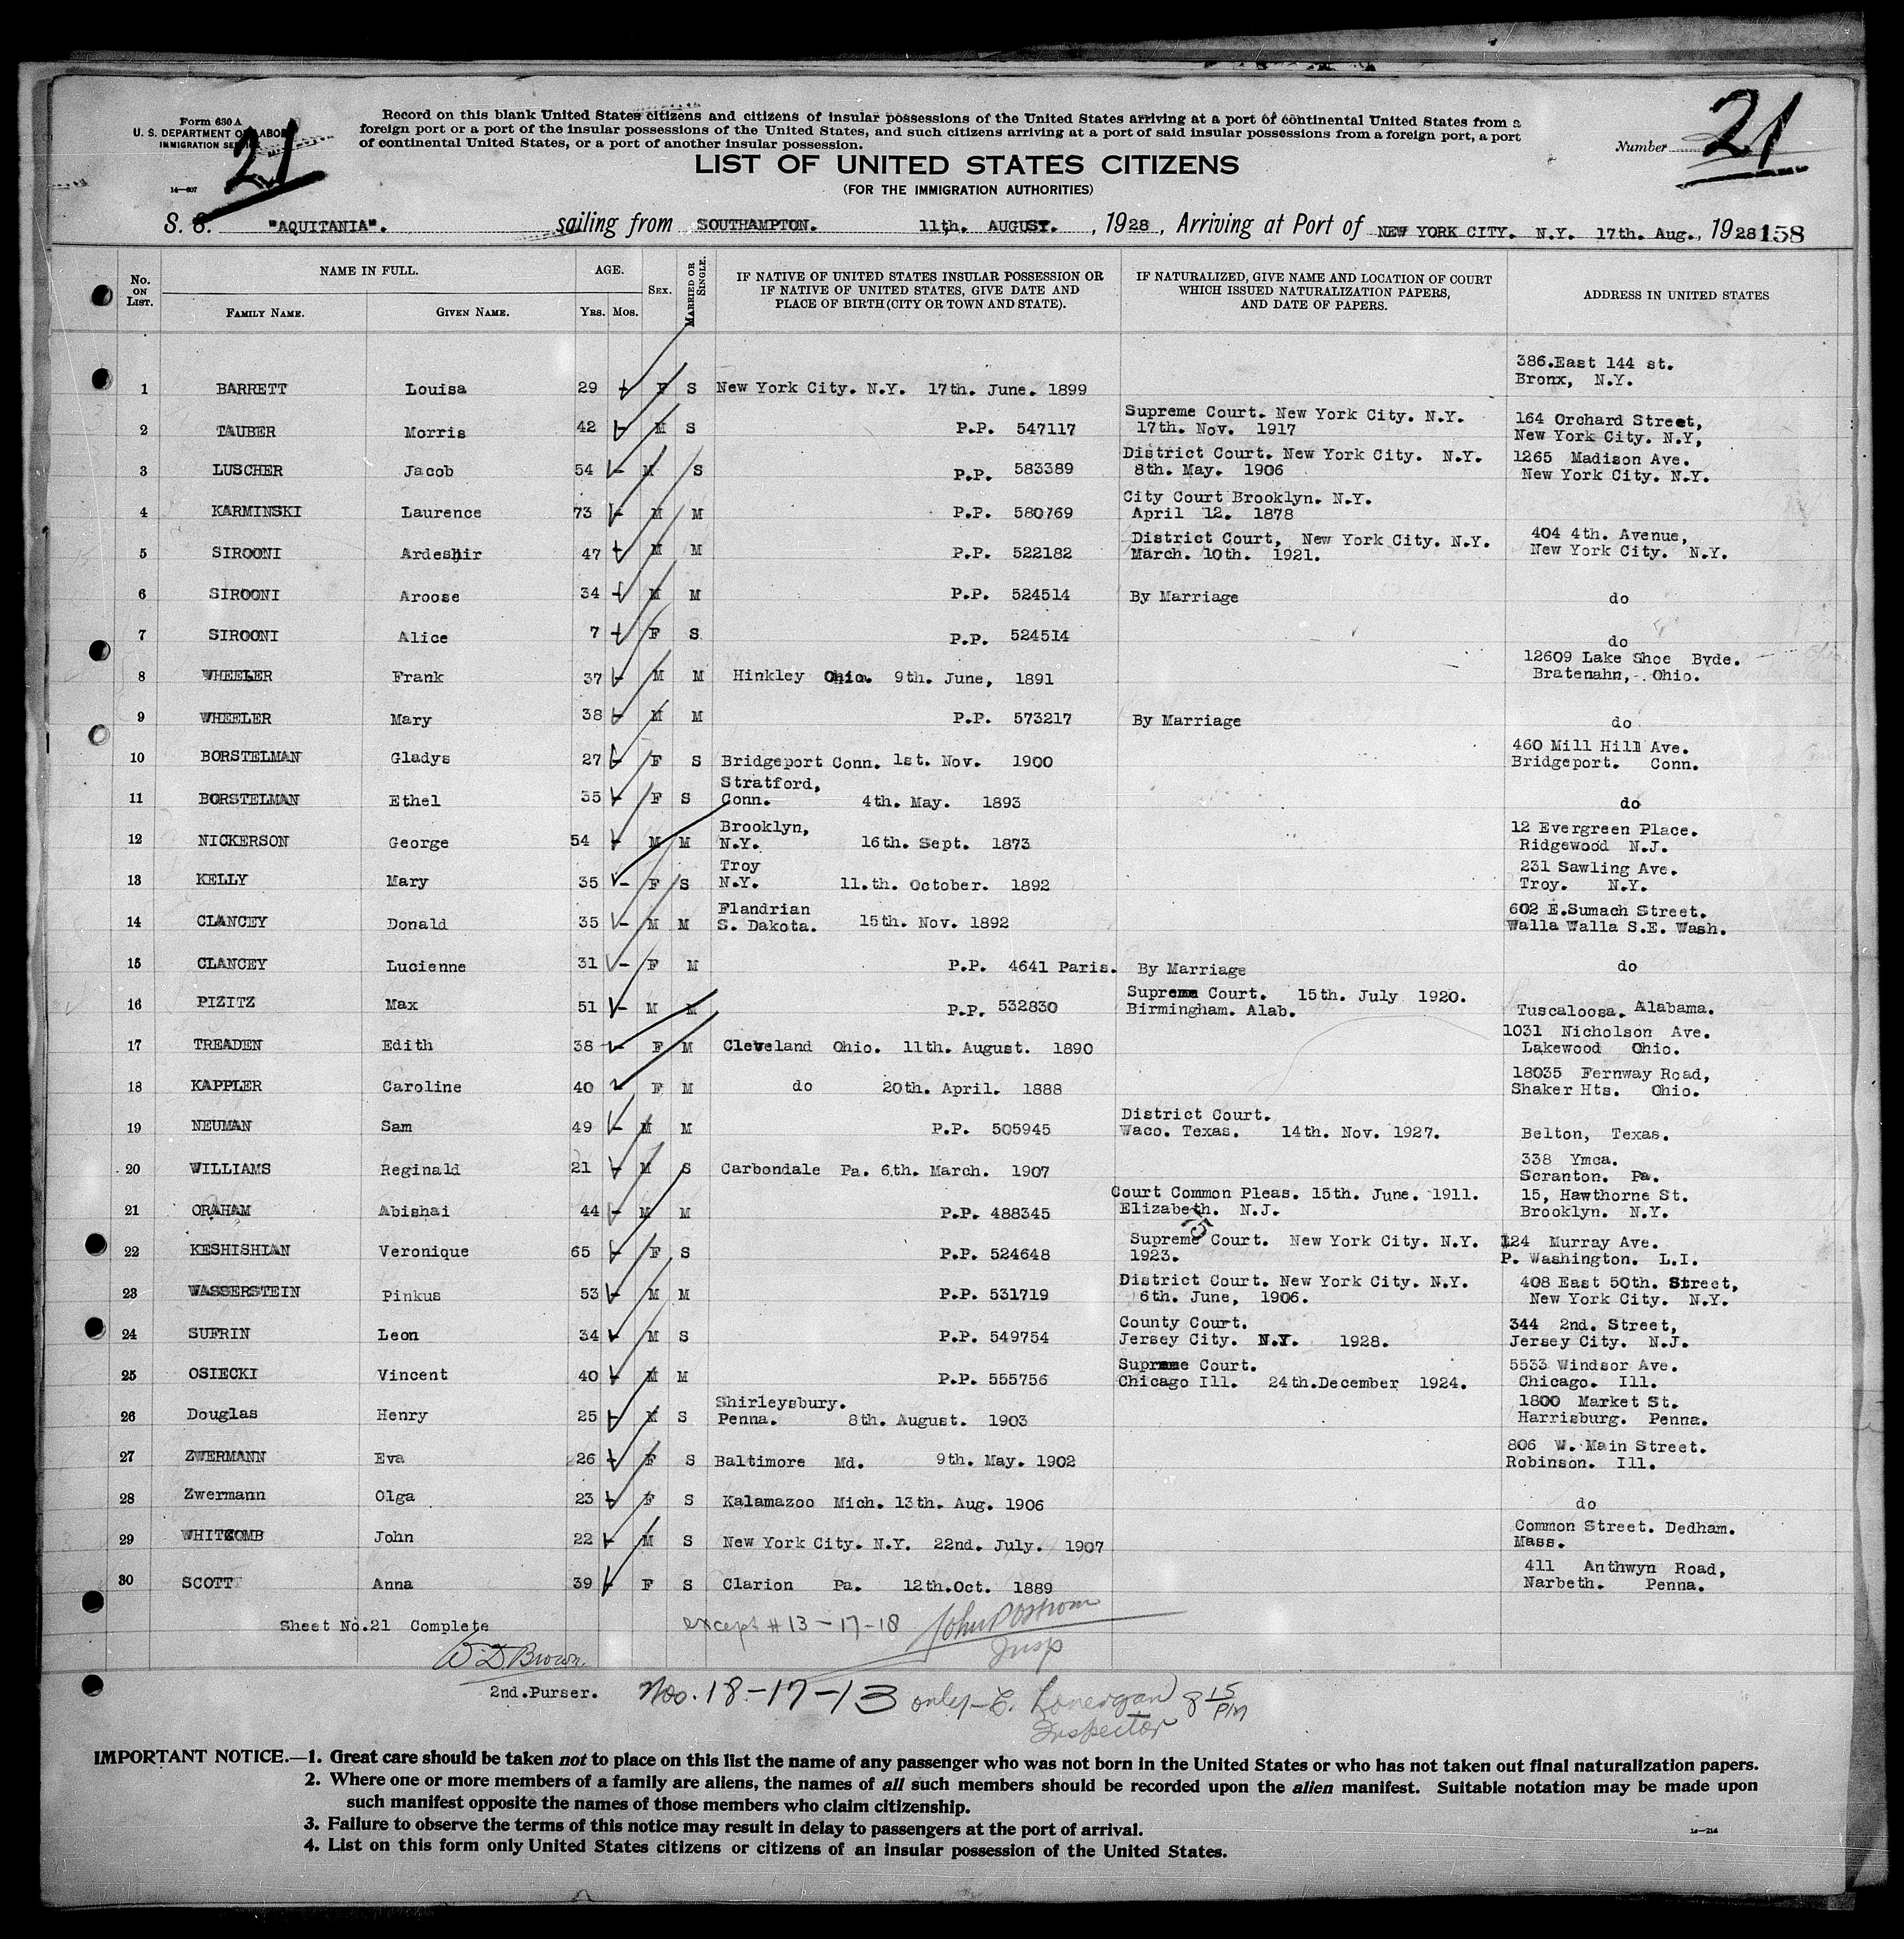 Form 630 A
U. S. DEPARTMENT OF LABOR
IMMIGRATION SERVICE
14—807
21
Record on this blank United States citizens and citizens of insular possessions of the United States arriving at a port of continental United States from a
foreign port or a port of the insular possessions of the United States, and such citizens arriving at a port of said insular possessions from a foreign port, a port
of continental United States, or a port of another insular possession.
Number 21
LIST OF UNITED STATES CITIZENS
(FOR THE IMMIGRATION AUTHORITIES)
S. S. "AQUITANIA". sailing from SOUTHAMPTON. 11th. AUGUST. , 1928 , Arriving at Port of NEW YORK CITY. N.Y. 17th. Aug. , 1928 158
No. ON LIST. NAME IN FULL. AGE. SEX. MARRIED OR SINGLE. IF NATIVE OF UNITED STATES INSULAR POSSESSION OR IF NATIVE OF UNITED STATES, GIVE DATE AND PLACE OF BIRTH (CITY OR TOWN AND STATE). IF NATURALIZED, GIVE NAME AND LOCATION OF COURT WHICH ISSUED NATURALIZATION PAPERS, AND DATE OF PAPERS. ADDRESS IN UNITED STATES
FAMILY NAME. GIVEN NAME. YRS. MOS.
1 BARRETT Louisa 29 F S New York City. N.Y. 17th. June. 1899 386.East 144 st. Bronx, N.Y.
2 TAUBER Morris 42 M S P.P. 547117 Supreme Court. New York City. N.Y. 17th. Nov. 1917 164 Orchard Street, New York City. N.Y,
3 LUSCHER Jacob 54 M S P.P. 583389 District Court. New York City. N.Y. 8th. May. 1906 1265 Madison Ave. New York City. N.Y.
4 KARMINSKI Laurence 73 M M P.P. 580769 City Court Brooklyn. N.Y. April 12. 1878
5 SIROONI Ardeshir 47 M M P.P. 522182 District Court, New York City. N.Y. March. 10th. 1921. 404 4th. Avenue, New York City. N.Y.
6 SIROONI Aroose 34 M M P.P. 524514 By Marriage do
7 SIROONI Alice 7 F S P.P. 524514 do
8 WHEELER Frank 37 M M Hinkley Ohio. 9th. June, 1891 12609 Lake Shoe Bvde. Bratenahn, Ohio.
9 WHEELER Mary 38 M M P.P. 573217 By Marriage do
10 BORSTELMAN Gladys 27 F S Bridgeport Conn. 1st. Nov. 1900 460 Mill Hill Ave. Bridgeport. Conn.
11 BORSTELMAN Ethel 35 F S Stratford, Conn. 4th. May. 1893 do
12 NICKERSON George 54 M M Brooklyn, N.Y. 16th. Sept. 1873 12 Evergreen Place. Ridgewood N.J.
13 KELLY Mary 35 F S Troy N.Y. 11.th. October. 1892 231 Sawling Ave. Troy. N.Y.
14 CLANCEY Donald 35 M M Flandrian S. Dakota. 15th. Nov. 1892 602 E.Sumach Street. Walla Walla S.E. Wash.
15 CLANCEY Lucienne 31 F M P.P. 4641 Paris. By Marriage do
16 PIZITZ Max 51 M M P.P. 532830 Supreme Court. 15th. July 1920. Birmingham. Alab. Tuscaloosa. Alabama.
17 TREADEN Edith 38 F M Cleveland Ohio. 11th. August. 1890 1031 Nicholson Ave. Lakewood Ohio.
18 KAPPLER Caroline 40 F M do 20th. April. 1888 18035 Fernway Road, Shaker Hts. Ohio.
19 NEUMAN Sam 49 M M P.P. 505945 District Court. Waco. Texas. 14th. Nov. 1927. Belton, Texas.
20 WILLIAMS Reginald 21 M S Carbondale Pa. 6.th. March. 1907 338 Ymca. Scranton. Pa.
21 ORAHAM Abishai 44 M M P.P. 488345 Court Common Pleas. 15th. June. 1911. Elizabeth. N.J. 15, Hawthorne St. Brooklyn. N.Y.
22 KESHISHIAN Veronique 65 F S P.P. 524648 Supreme Court. New York City. N.Y. 1923. 124 Murray Ave. P. Washington. L.I.
23 WASSERSTEIN Pinkus 53 M M P.P. 531719 District Court. New York City. N.Y. 6th. June, 1906. 408 East 50th. Street, New York City. N.Y.
24 SUFRIN Leon 34 M S P.P. 549754 County Court. Jersey City. N.Y. 1928. 344 2nd. Street, Jersey City. N.J.
25 OSIECKI Vincent 40 M M P.P. 555756 Supreme Court. Chicago Ill. 24th.December 1924. 5533 Windsor Ave. Chicago. Ill.
26 Douglas Henry 25 M S Shirleysbury. Penna. 8th. August. 1903 1800 Market St. Harrisburg. Penna.
27 ZWERMANN Eva 26 F S Baltimore Md. 9th. May. 1902 806 W. Main Street. Robinson. Ill.
28 Zwermann Olga 23 F S Kalamazoo Mich. 13th. Aug. 1906 do
29 WHITCOMB John 22 M S New York City. N.Y. 22nd. July. 1907 Common Street. Dedham. Mass.
30 SCOTT Anna 39 F S Clarion Pa. 12th.Oct. 1889 411 Anthwyn Road, Narbeth. Penna.
Sheet No.21 Complete except # 13 - 17 - 18
W D Brown Insp
2nd.Purser. Nos. 18-17-13 only - C. Lonergan 8 15 PM
Inspector
IMPORTANT NOTICE.—1. Great care should be taken not to place on this list the name of any passenger who was not born in the United States or who has not taken out final naturalization papers.
2. Where one or more members of a family are aliens, the names of all such members should be recorded upon the alien manifest. Suitable notation may be made upon
such manifest opposite the names of those members who claim citizenship.
3. Failure to observe the terms of this notice may result in delay to passengers at the port of arrival.
4. List on this form only United States citizens or citizens of an insular possession of the United States.
14—214